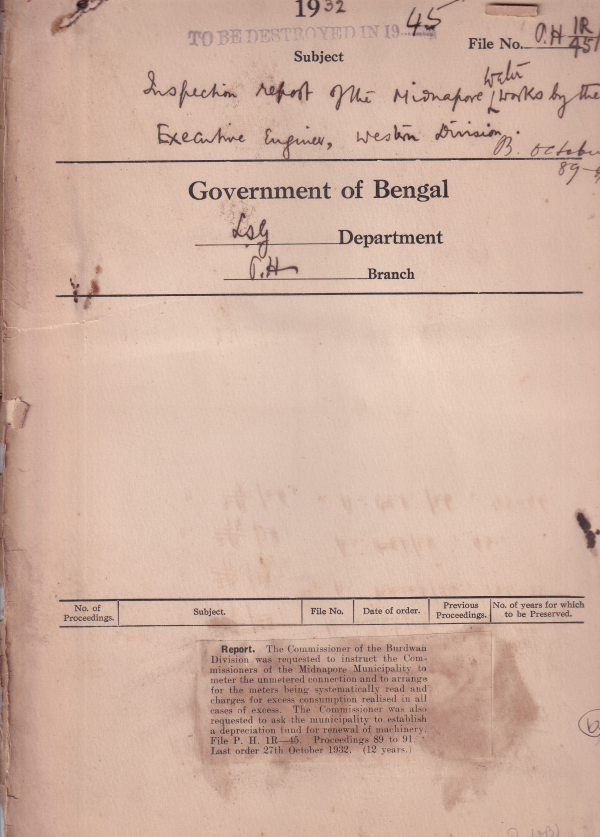 1932
TO BE DESTROYED IN 19 45
Subject
File No. P.H 1R/45
Inspection report of the Midnapore water works by the
Executive Enginer, Western Division.
B. October
89-
Government of Bengal
LSG Department
P.H Branch
No. of Proceedings. Subject. File No. Date of order. Previous Proceedings. No. of years for which to be Preserved.
Report. The Commissioner of the Burdwan
Division was requested to instruct the Com-
missioners of the Midnapore Municipality to
meter the unmetered connection and to arrange
for the meters being systematically read and
charges for excess consumption realised in all
cases of excess. The Commissioner was also
requested to ask the municipality to establish
a depreciation fund for renewal of machinery.
File P. H. 1R—45. Proceedings 89 to 91.
Last order 27th October 1932. (12 years.)